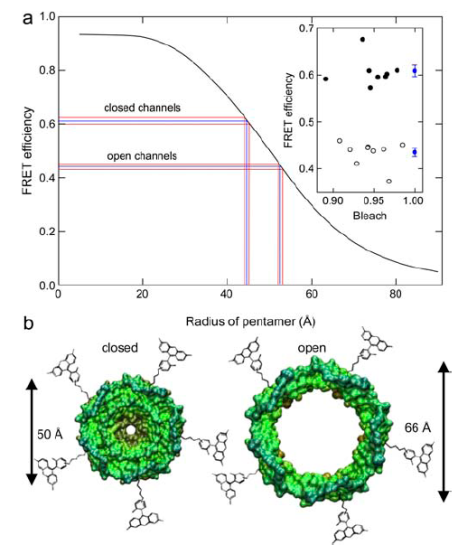 a
1.0
0.8
0.6
0.4
0.2
0.0
FRET efficiency
closed channels
open channels
0 20 40 60 80
Radius of pentamer (Å)
0.7
0.6
0.5
0.4
FRET efficiency
0.90 0.95 1.00
Bleach
b
closed open
50 Å 66 Å